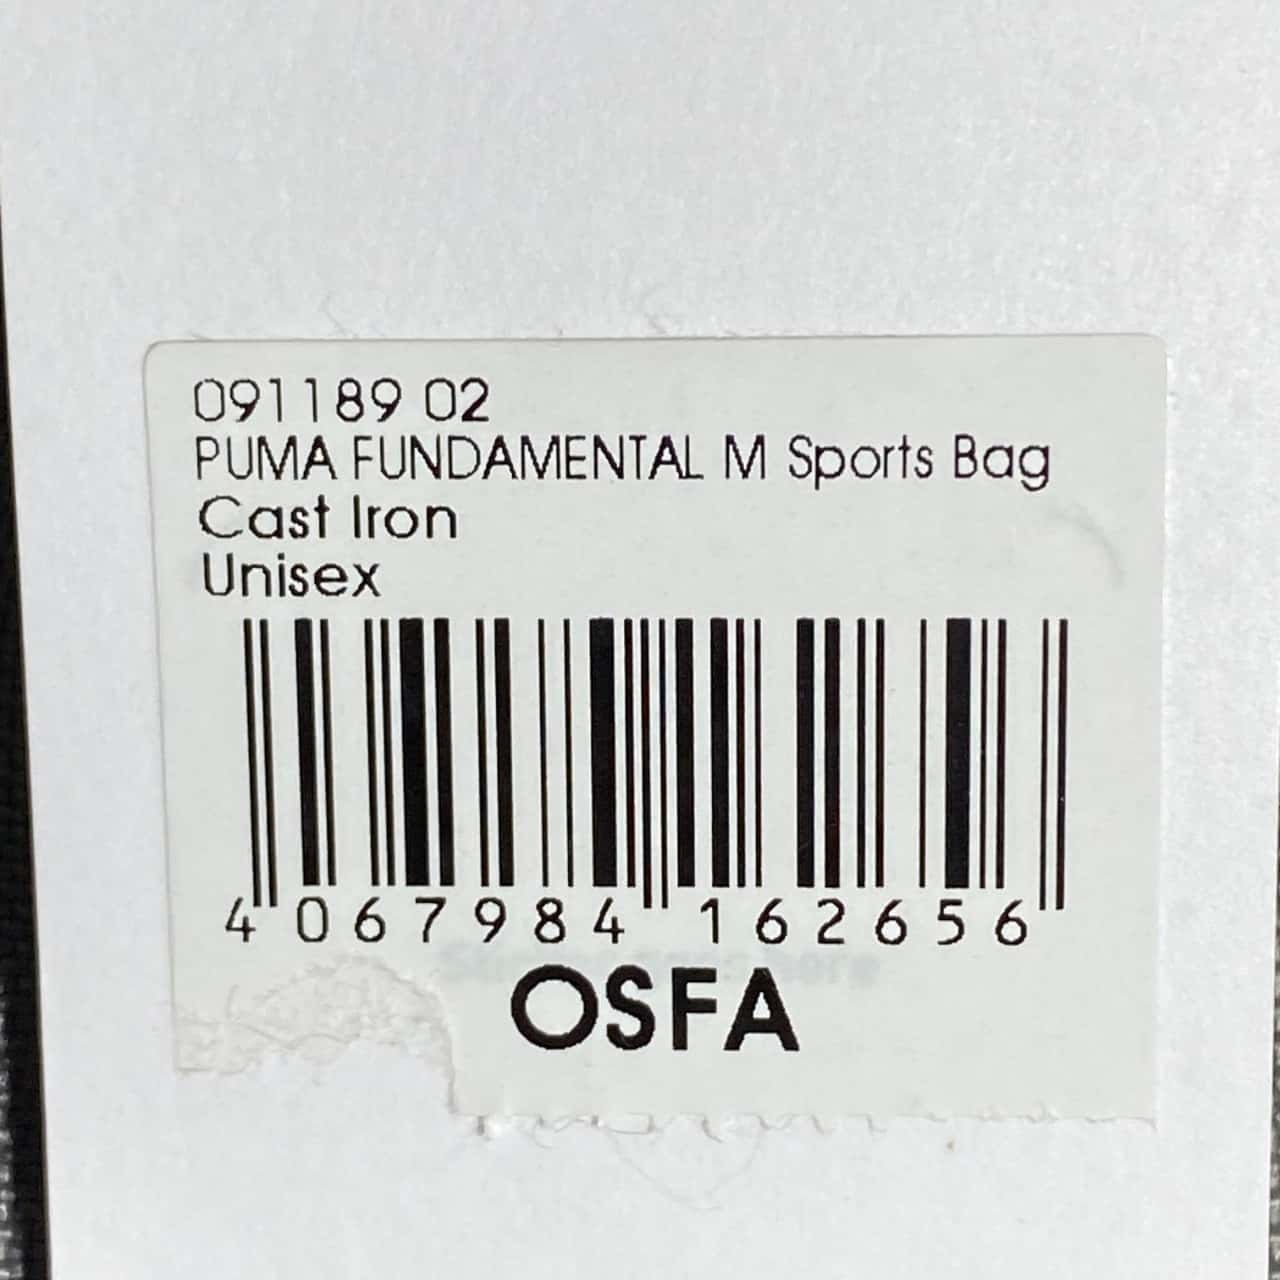 091189 02
PUMA FUNDAMENTAL M Sports Bag
Cast Iron
Unisex
4 067984 162656
OSFA